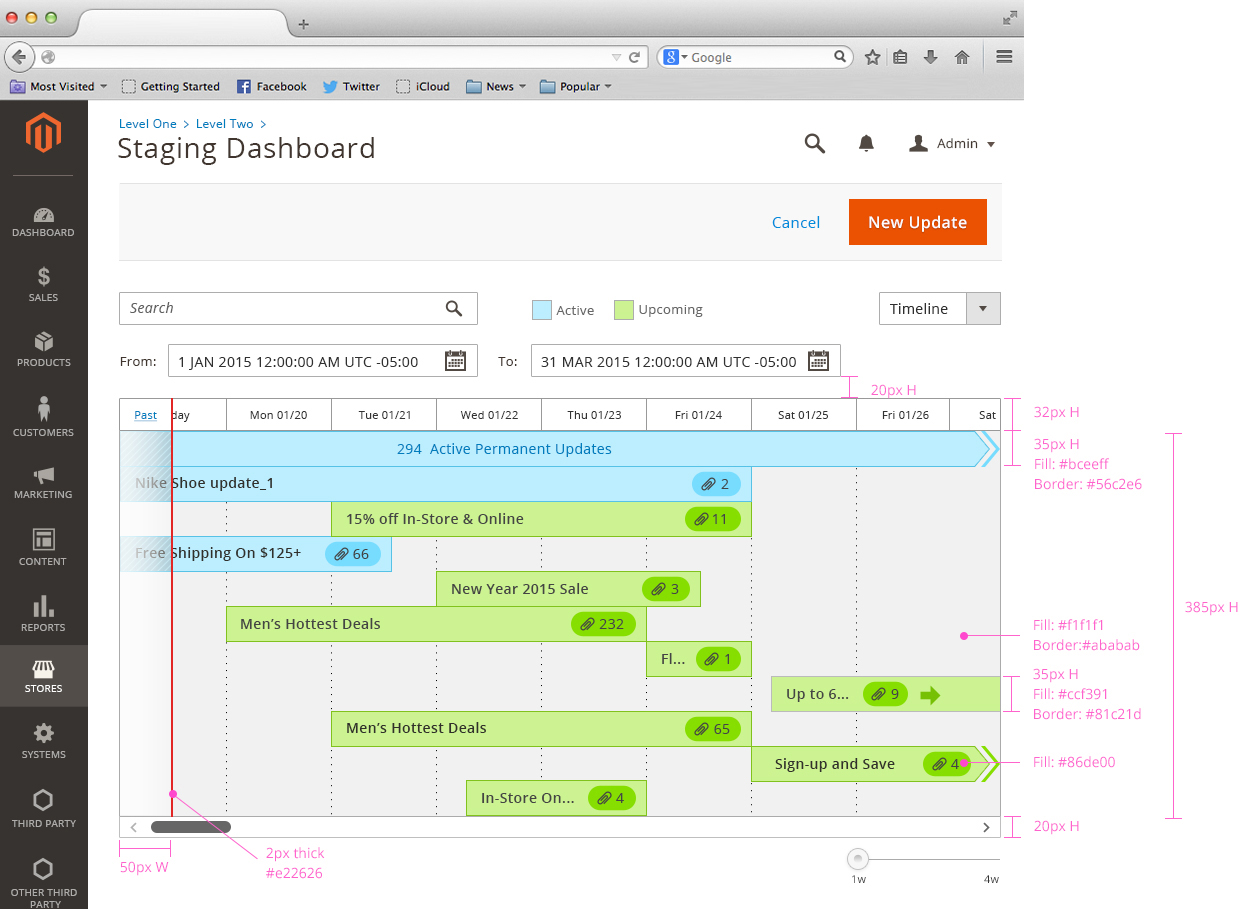 Google
Most Visited
Getting Started
Facebook
Twitter
iCloud
News
Popular
Level One > Level Two >
Staging Dashboard
Admin
DASHBOARD
$
SALES
PRODUCTS
CUSTOMERS
MARKETING
CONTENT
REPORTS
STORES
SYSTEMS
THIRD PARTY
OTHER THIRD
PARTY
Cancel
New Update
Search
Active
Upcoming
Timeline
From:
1 JAN 2015 12:00:00 AM UTC -05:00
To:
31 MAR 2015 12:00:00 AM UTC -05:00
20px H
Past
day
Mon 01/20
Tue 01/21
Wed 01/22
Thu 01/23
Fri 01/24
Sat 01/25
Fri 01/26
Sat
32px H
294 Active Permanent Updates
35px H
Fill: #bceeff
Border: #56c2e6
Nike Shoe update_1
2
15% off In-Store & Online
11
Free Shipping On $125+
66
New Year 2015 Sale
3
Men’s Hottest Deals
232
385px H
Fill: #f1f1f1
Border:#ababab
Fl...
1
Up to 6...
9
35px H
Fill: #ccf391
Border: #81c21d
Men’s Hottest Deals
65
Sign-up and Save
4
Fill: #86de00
In-Store On...
4
20px H
50px W
2px thick
#e22626
1w
4w